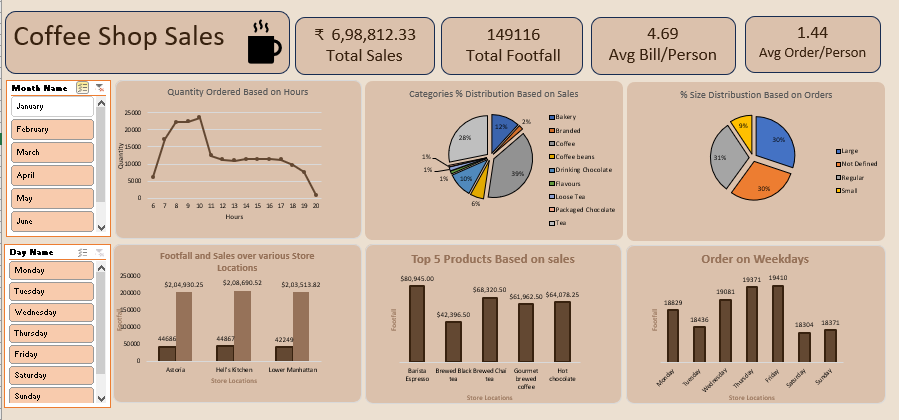 Coffee Shop Sales
₹ 6,98,812.33
Total Sales
149116
Total Footfall
4.69
Avg Bill/Person
1.44
Avg Order/Person
Month Name
January
February
March
April
May
June
Quantity Ordered Based on Hours
Quantity
25000
20000
15000
10000
5000
0
6 7 8 9 10 11 12 13 14 15 16 17 18 19 20
Hours
Categories % Distribution Based on Sales
12%
2%
39%
6%
10%
1%
1%
1%
28%
Bakery
Branded
Coffee
Coffee beans
Drinking Chocolate
Flavours
Loose Tea
Packaged Chocolate
Tea
% Size Distribustion Based on Orders
30%
30%
31%
9%
Large
Not Defined
Regular
Small
Day Name
Monday
Tuesday
Wednesday
Thursday
Friday
Saturday
Sunday
Footfall and Sales over various Store
Locations
Footfall
250000
200000
150000
100000
50000
0
$2,04,930.25
$2,08,690.52
$2,03,513.82
44686
44867
42249
Astoria
Hell's Kitchen
Lower Manhattan
Store Locations
Top 5 Products Based on sales
Footfall
$80,945.00
$42,396.50
$68,320.50
$61,962.50
$64,078.25
Barista
Espresso
Brewed Black
tea
Brewed Chai
tea
Gourmet
brewed
coffee
Hot
chocolate
Store Locations
Order on Weekdays
Footfall
18829
18436
19081
19371
19410
18304
18371
Monday
Tuesday
Wednesday
Thursday
Friday
Saturday
Sunday
Store Locations